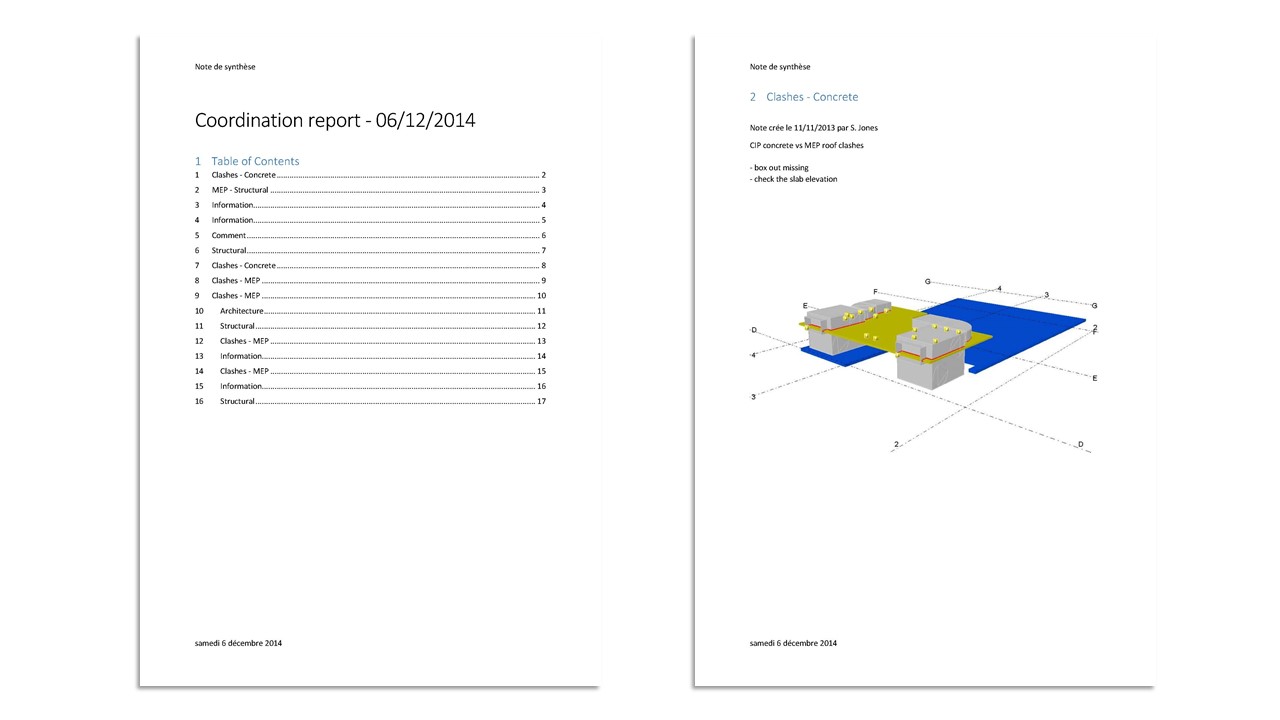 Note de synthèse
Coordination report - 06/12/2014
1 Table of Contents
1 Clashes - Concrete 2
2 MEP - Structural 3
3 Information 4
4 Information 5
5 Comment 6
6 Structural 7
7 Clashes - Concrete 8
8 Clashes - MEP 9
9 Clashes - MEP 10
10 Architecture 11
11 Structural 12
12 Clashes - MEP 13
13 Information 14
14 Clashes - MEP 15
15 Information 16
16 Structural 17
samedi 6 décembre 2014
Note de synthèse
2 Clashes - Concrete
Note crée le 11/11/2013 par S. Jones
CIP concrete vs MEP roof clashes
- box out missing
- check the slab elevation
G
4
F
3
E
G
D
2
F
4
E
3
2
D
samedi 6 décembre 2014